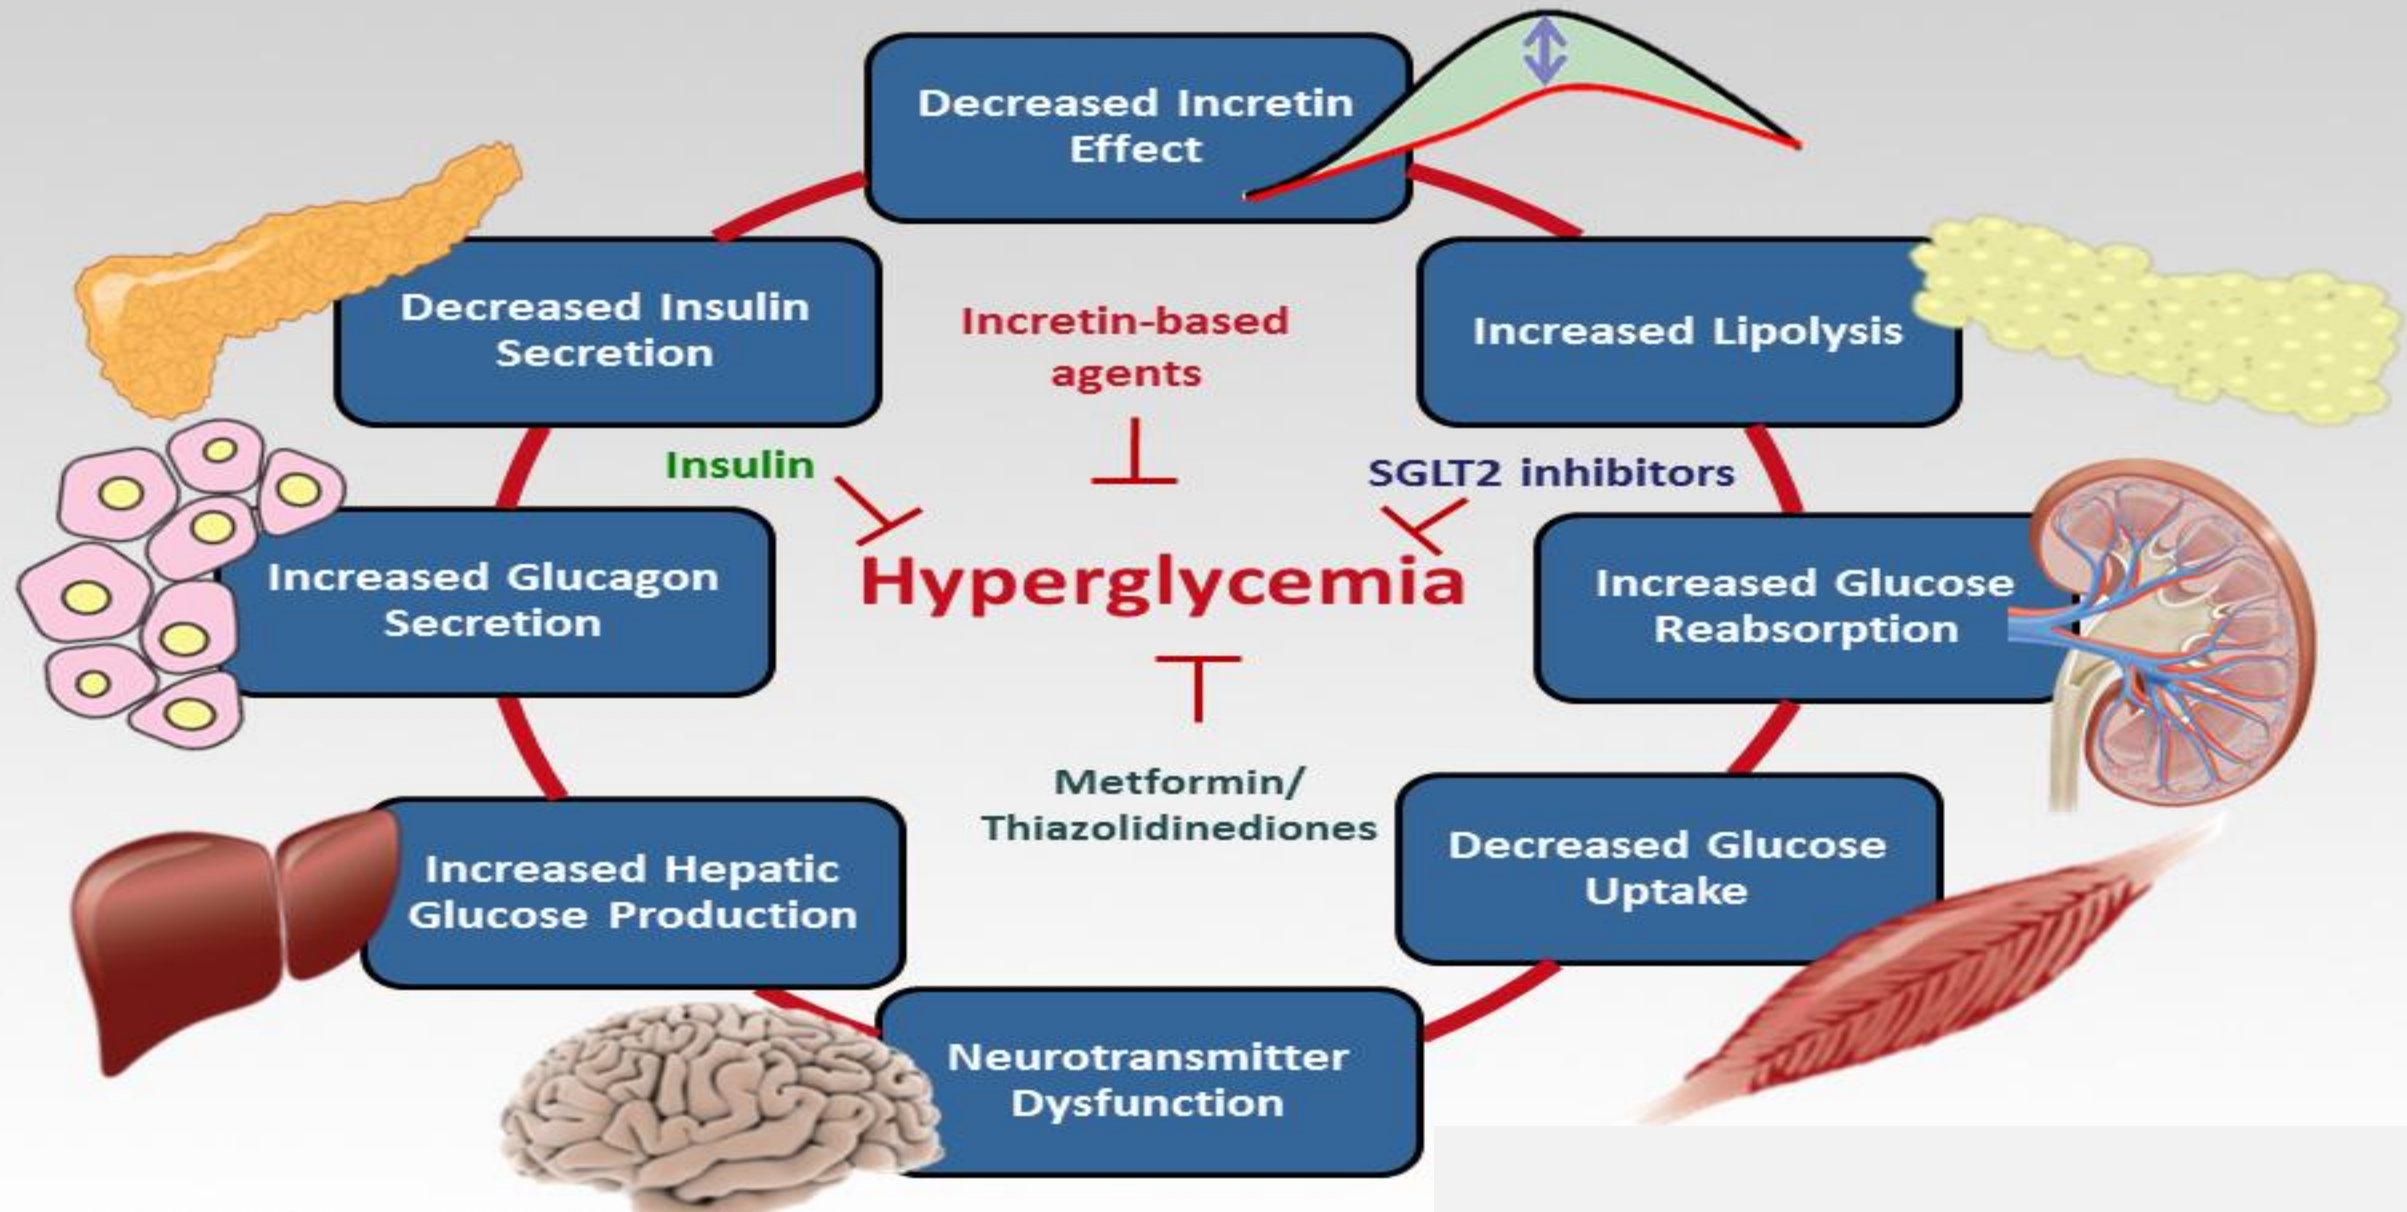 Decreased Incretin
Effect
Decreased Insulin
Secretion
Incretin-based
agents
Increased Lipolysis
Insulin
SGLT2 inhibitors
Increased Glucagon
Secretion
Hyperglycemia
Increased Glucose
Reabsorption
Metformin/
Thiazolidinediones
Increased Hepatic
Glucose Production
Decreased Glucose
Uptake
Neurotransmitter
Dysfunction